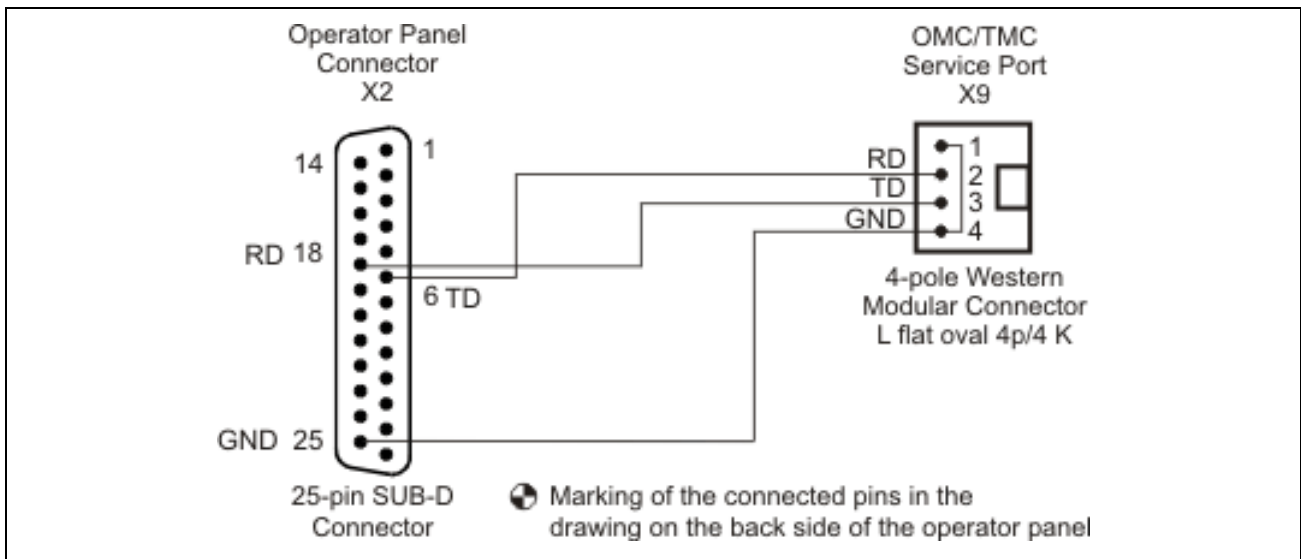 Operator Panel
Connector
X2
OMC/TMC
Service Port
X9
14
1
RD
1
2
TD
3
GND
4
RD 18
6 TD
4-pole Western
Modular Connector
L flat oval 4p/4 K
GND 25
25-pin SUB-D
Connector
Marking of the connected pins in the
drawing on the back side of the operator panel